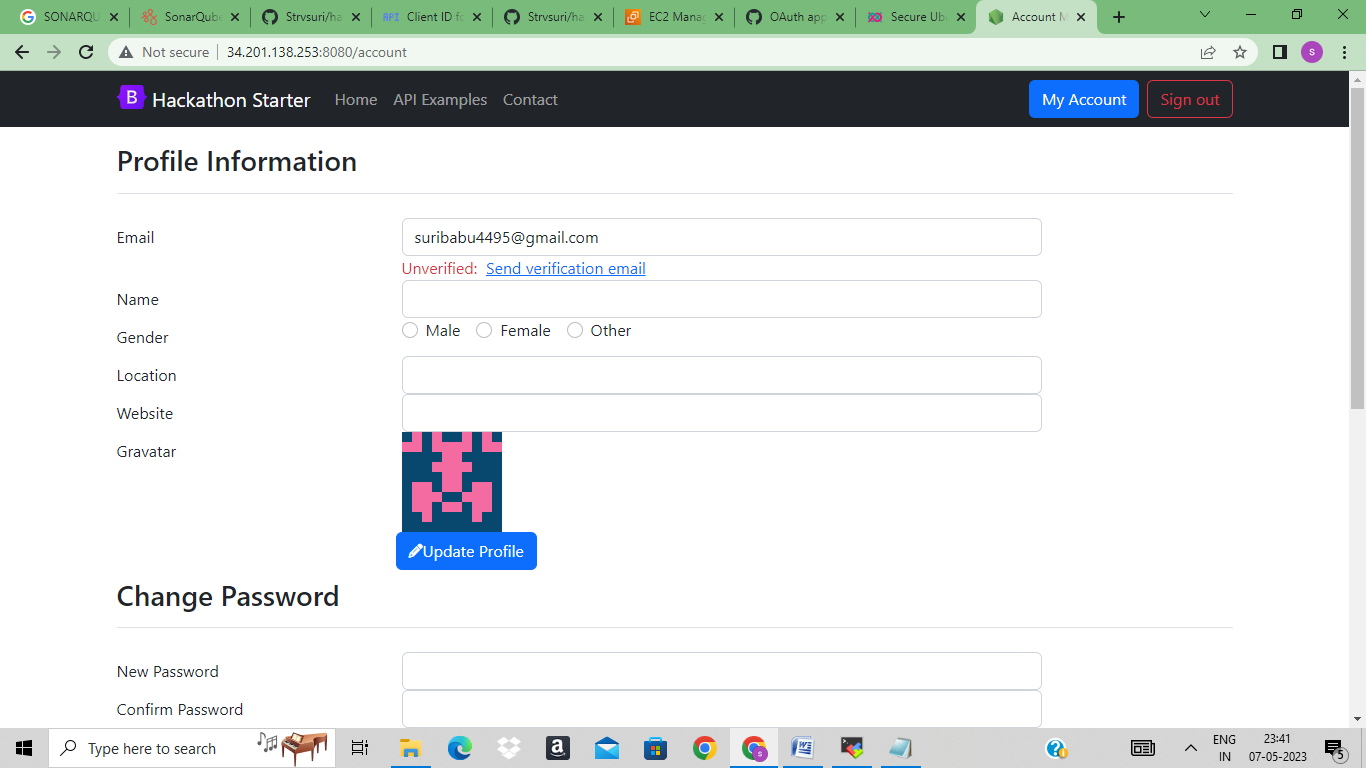 SONARQU
SonarQube
Strvsuri/ha
Client ID fo
Strvsuri/ha
EC2 Manag
OAuth app
Secure Ubu
Account M
Not secure
34.201.138.253:8080/account
s
B Hackathon Starter
Home
API Examples
Contact
My Account
Sign out
Profile Information
Email
suribabu4495@gmail.com
Unverified: Send verification email
Name
Gender
Male
Female
Other
Location
Website
Gravatar
Update Profile
Change Password
New Password
Confirm Password
Type here to search
ENG
IN
23:41
07-05-2023
5